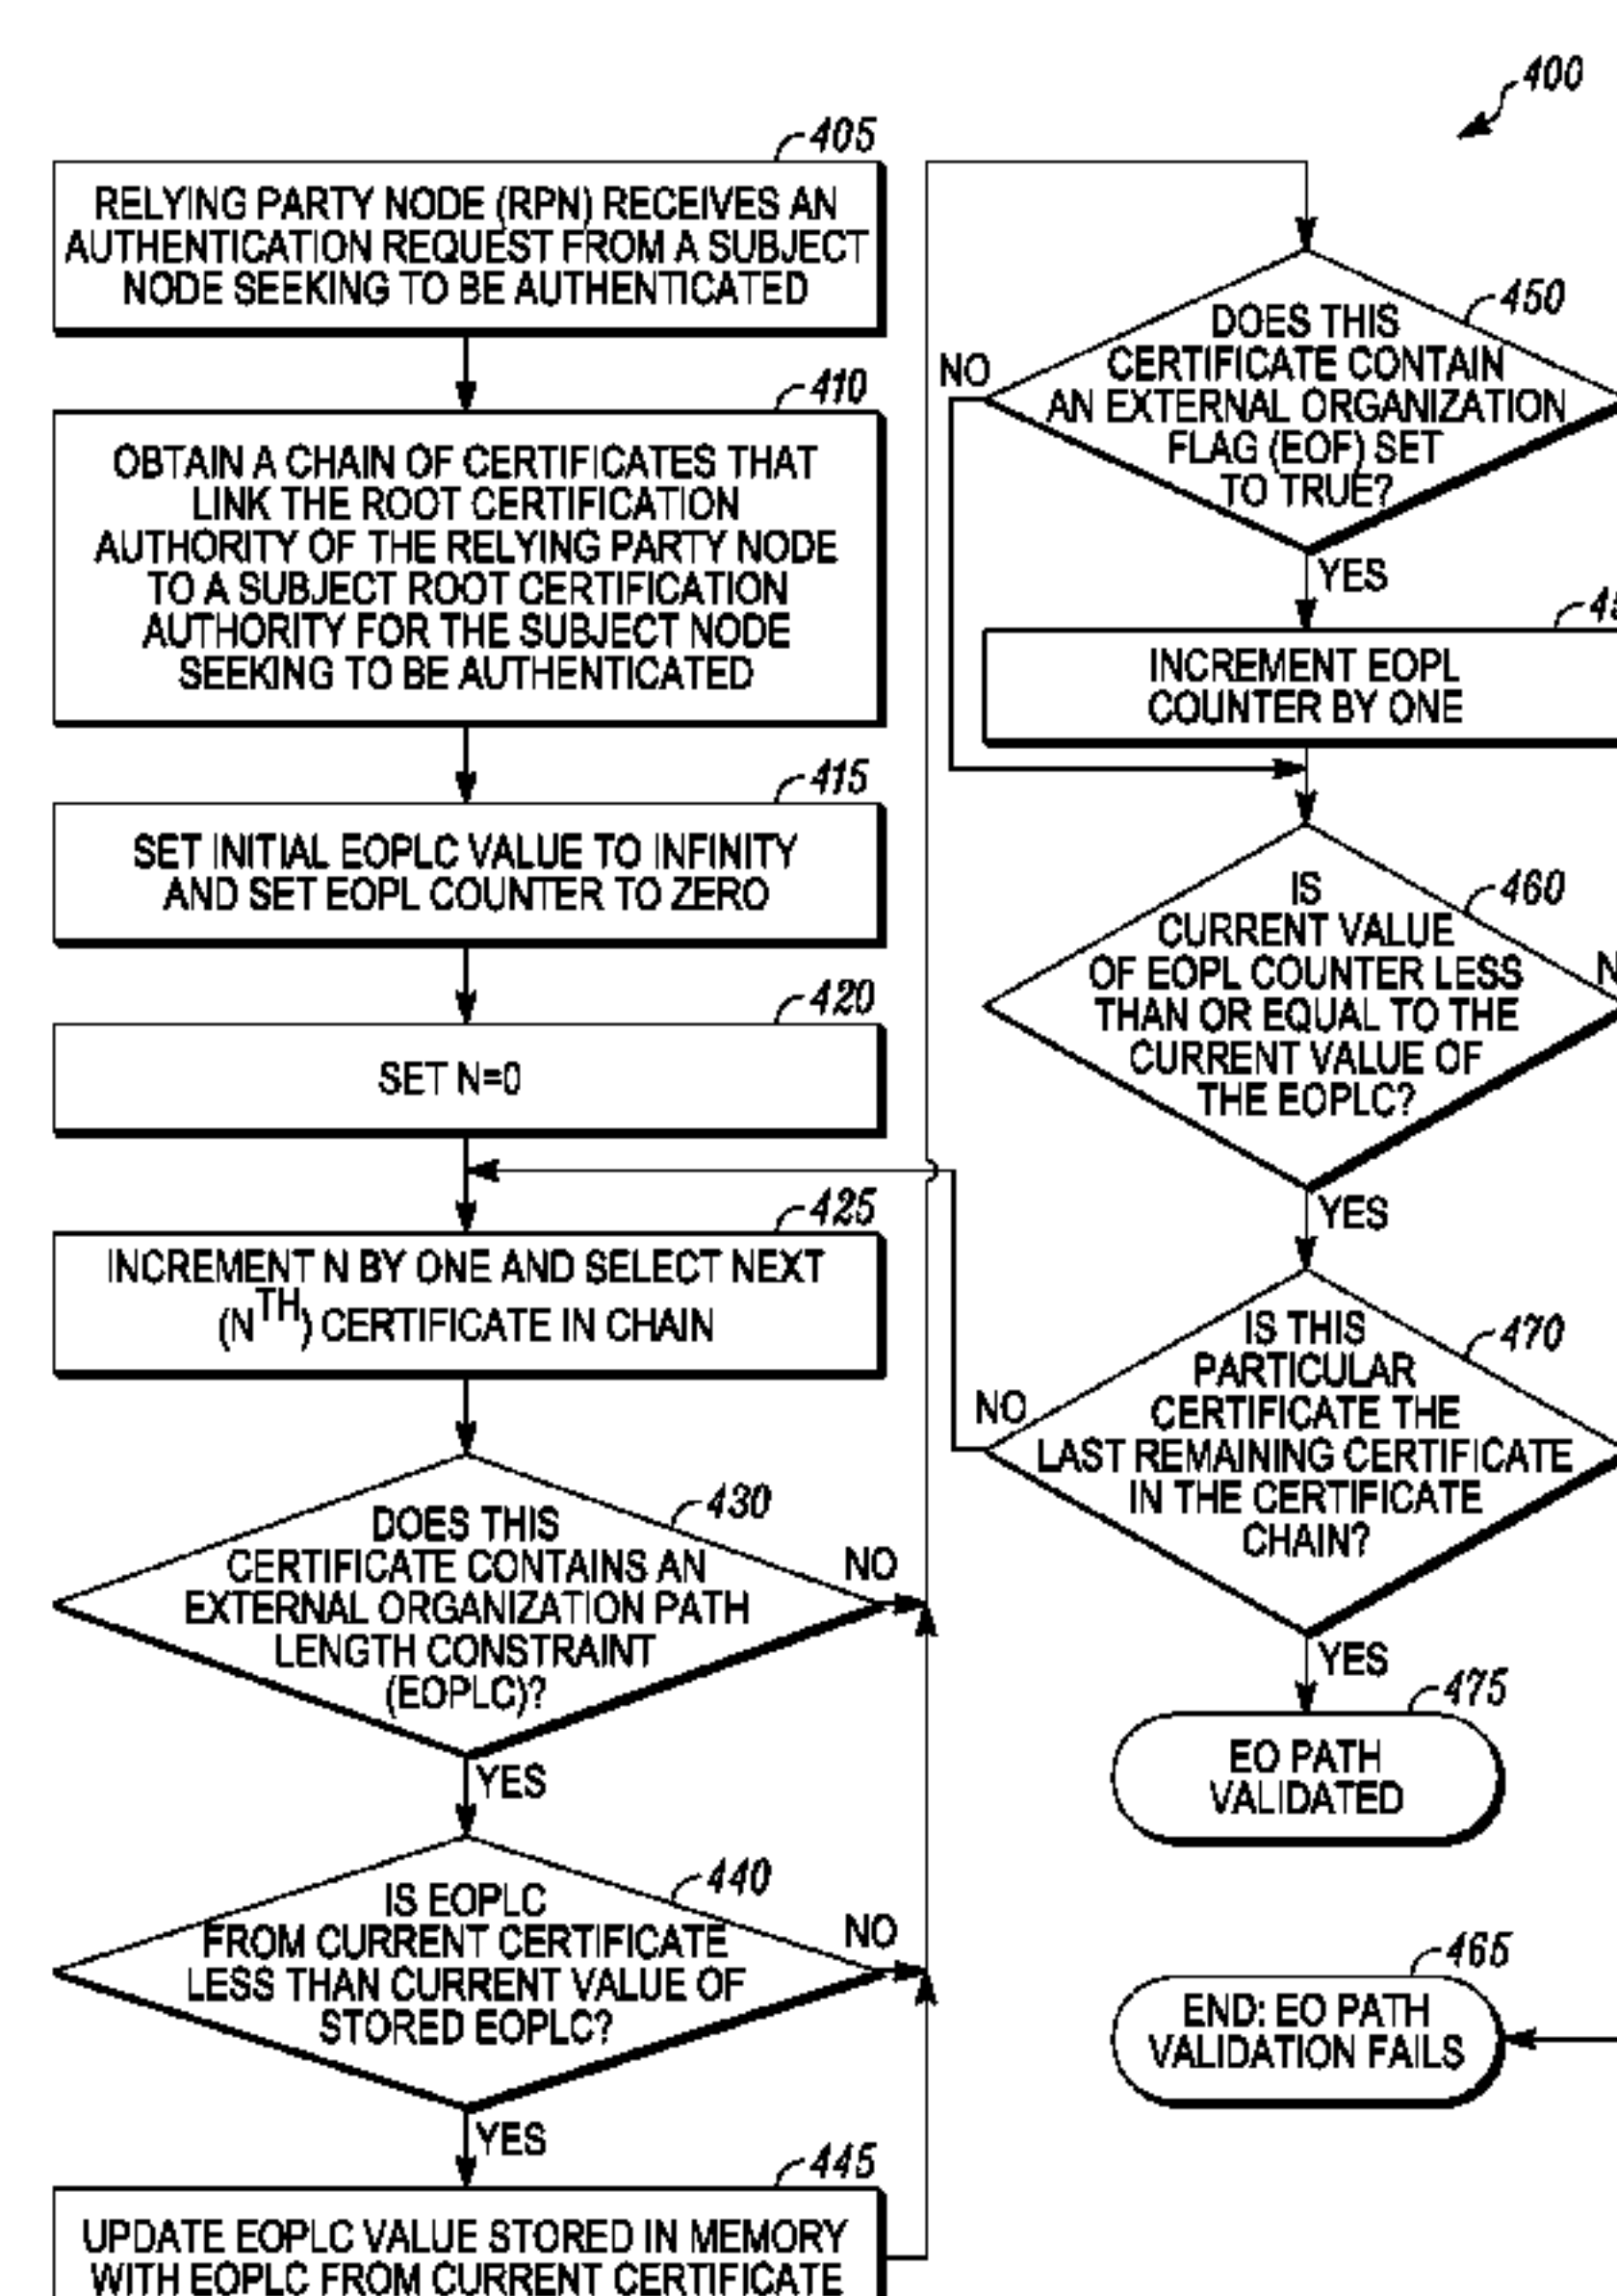 400
405
RELYING PARTY NODE (RPN) RECEIVES AN
AUTHENTICATION REQUEST FROM A SUBJECT
NODE SEEKING TO BE AUTHENTICATED
410
OBTAIN A CHAIN OF CERTIFICATES THAT
LINK THE ROOT CERTIFICATION
AUTHORITY OF THE RELYING PARTY NODE
TO A SUBJECT ROOT CERTIFICATION
AUTHORITY FOR THE SUBJECT NODE
SEEKING TO BE AUTHENTICATED
415
SET INITIAL EOPLC VALUE TO INFINITY
AND SET EOPL COUNTER TO ZERO
420
SET N=0
425
INCREMENT N BY ONE AND SELECT NEXT
(N^TH) CERTIFICATE IN CHAIN
430
DOES THIS
CERTIFICATE CONTAINS AN
EXTERNAL ORGANIZATION PATH
LENGTH CONSTRAINT
(EOPLC)?
NO
YES
440
IS EOPLC
FROM CURRENT CERTIFICATE
LESS THAN CURRENT VALUE OF
STORED EOPLC?
NO
YES
445
UPDATE EOPLC VALUE STORED IN MEMORY
WITH EOPLC FROM CURRENT CERTIFICATE
450
DOES THIS
CERTIFICATE CONTAIN
AN EXTERNAL ORGANIZATION
FLAG (EOF) SET
TO TRUE?
NO
YES
INCREMENT EOPL
COUNTER BY ONE
460
IS
CURRENT VALUE
OF EOPL COUNTER LESS
THAN OR EQUAL TO THE
CURRENT VALUE OF
THE EOPLC?
YES
470
IS THIS
PARTICULAR
CERTIFICATE THE
LAST REMAINING CERTIFICATE
IN THE CERTIFICATE
CHAIN?
NO
YES
475
EO PATH
VALIDATED
465
END: EO PATH
VALIDATION FAILS